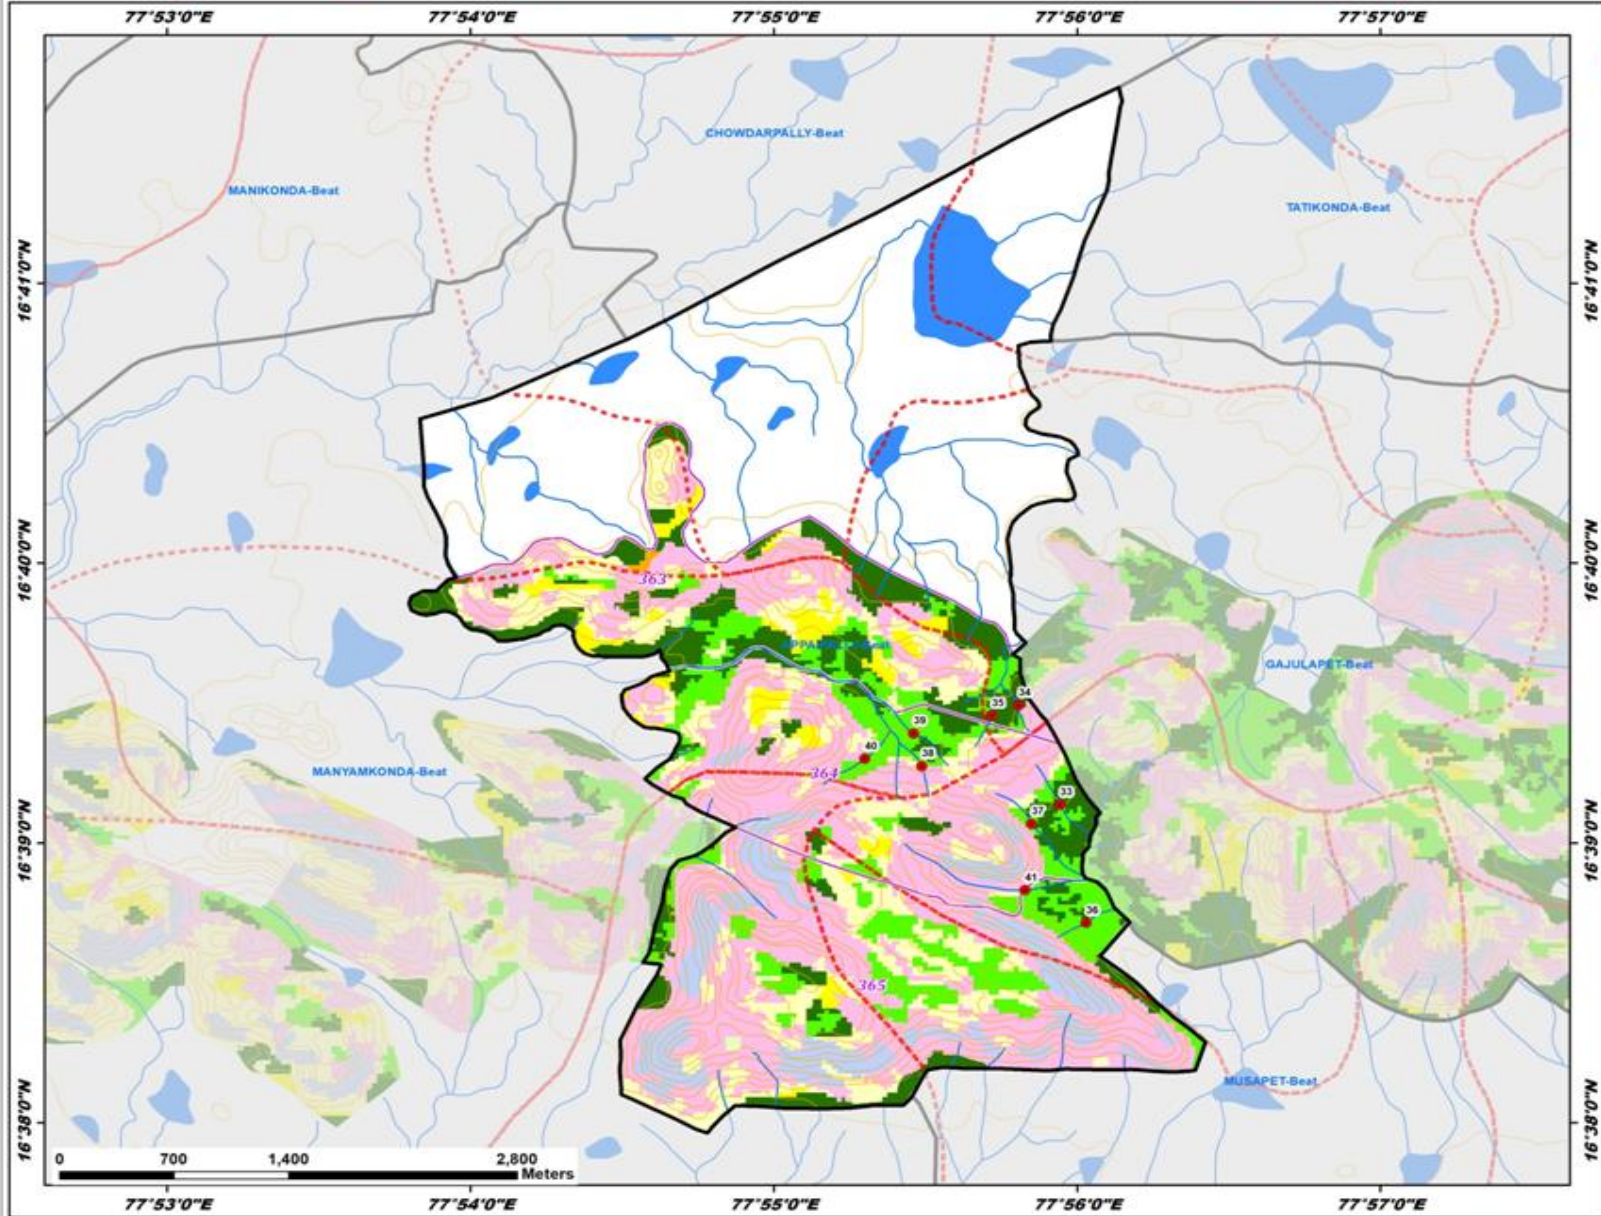 77°53'0"E 77°54'0"E 77°55'0"E 77°56'0"E 77°57'0"E
CHOWDARPALLY-Beat
MANIKONDA-Beat
TATIKONDA-Beat
16°41'0"N 16°41'0"N
16°40'0"N 16°40'0"N
363
GAJULAPET-Beat
34
35
39
40
38
364
MANYAMKONDA-Beat
33
37
16°39'0"N 16°39'0"N
41
36
365
MUSAPET-Beat
16°38'0"N 16°38'0"N
0 700 1,400 2,800
Meters
77°53'0"E 77°54'0"E 77°55'0"E 77°56'0"E 77°57'0"E